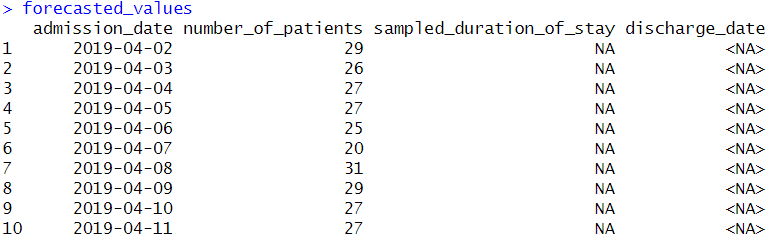 > forecasted_values
admission_date number_of_patients sampled_duration_of_stay discharge_date
1 2019-04-02 29 NA <NA>
2 2019-04-03 26 NA <NA>
3 2019-04-04 27 NA <NA>
4 2019-04-05 27 NA <NA>
5 2019-04-06 25 NA <NA>
6 2019-04-07 20 NA <NA>
7 2019-04-08 31 NA <NA>
8 2019-04-09 29 NA <NA>
9 2019-04-10 27 NA <NA>
10 2019-04-11 27 NA <NA>